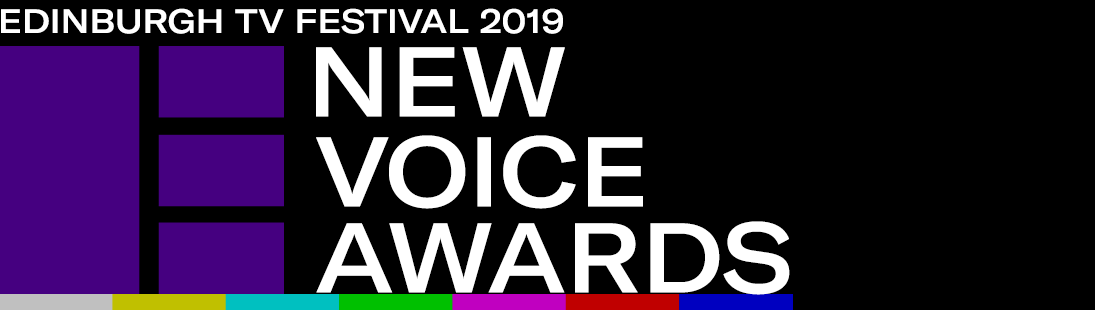 EDINBURGH TV FESTIVAL 2019
NEW
VOICE
AWARDS